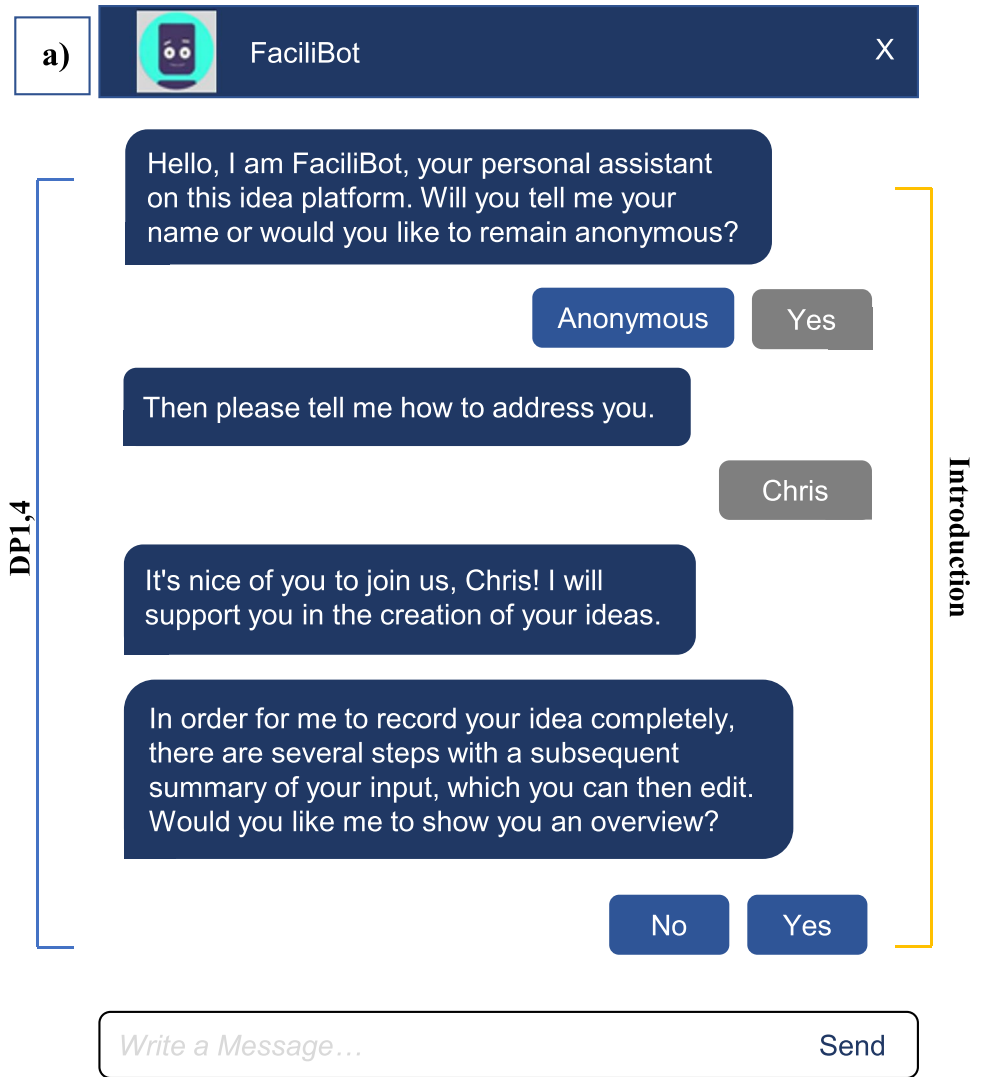 a)
FaciliBot
X
Hello, I am FaciliBot, your personal assistant
on this idea platform. Will you tell me your
name or would you like to remain anonymous?
Anonymous
Yes
Then please tell me how to address you.
Chris
It's nice of you to join us, Chris! I will
support you in the creation of your ideas.
In order for me to record your idea completely,
there are several steps with a subsequent
summary of your input, which you can then edit.
Would you like me to show you an overview?
No
Yes
Write a Message…
Send
DP1,4
Introduction